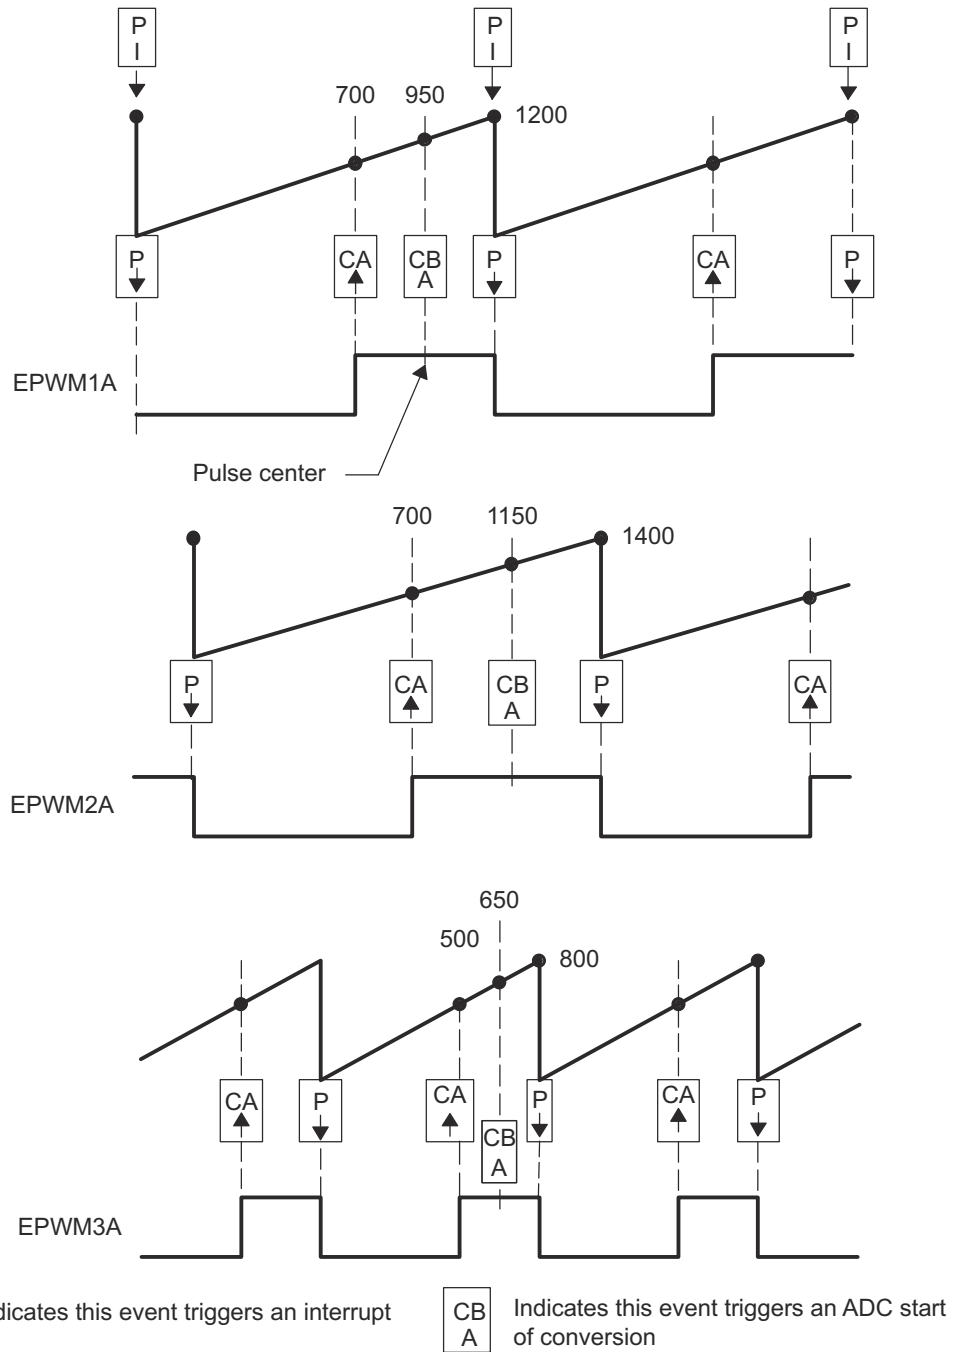 P P P
I I I
700 950
1200
P CA CB A P CA P
EPWM1A
Pulse center
700 1150
1400
P CA CB A P CA
EPWM2A
650
500
800
CA P CA CB A P CA P
EPWM3A
indicates this event triggers an interrupt
CB A Indicates this event triggers an ADC start
of conversion